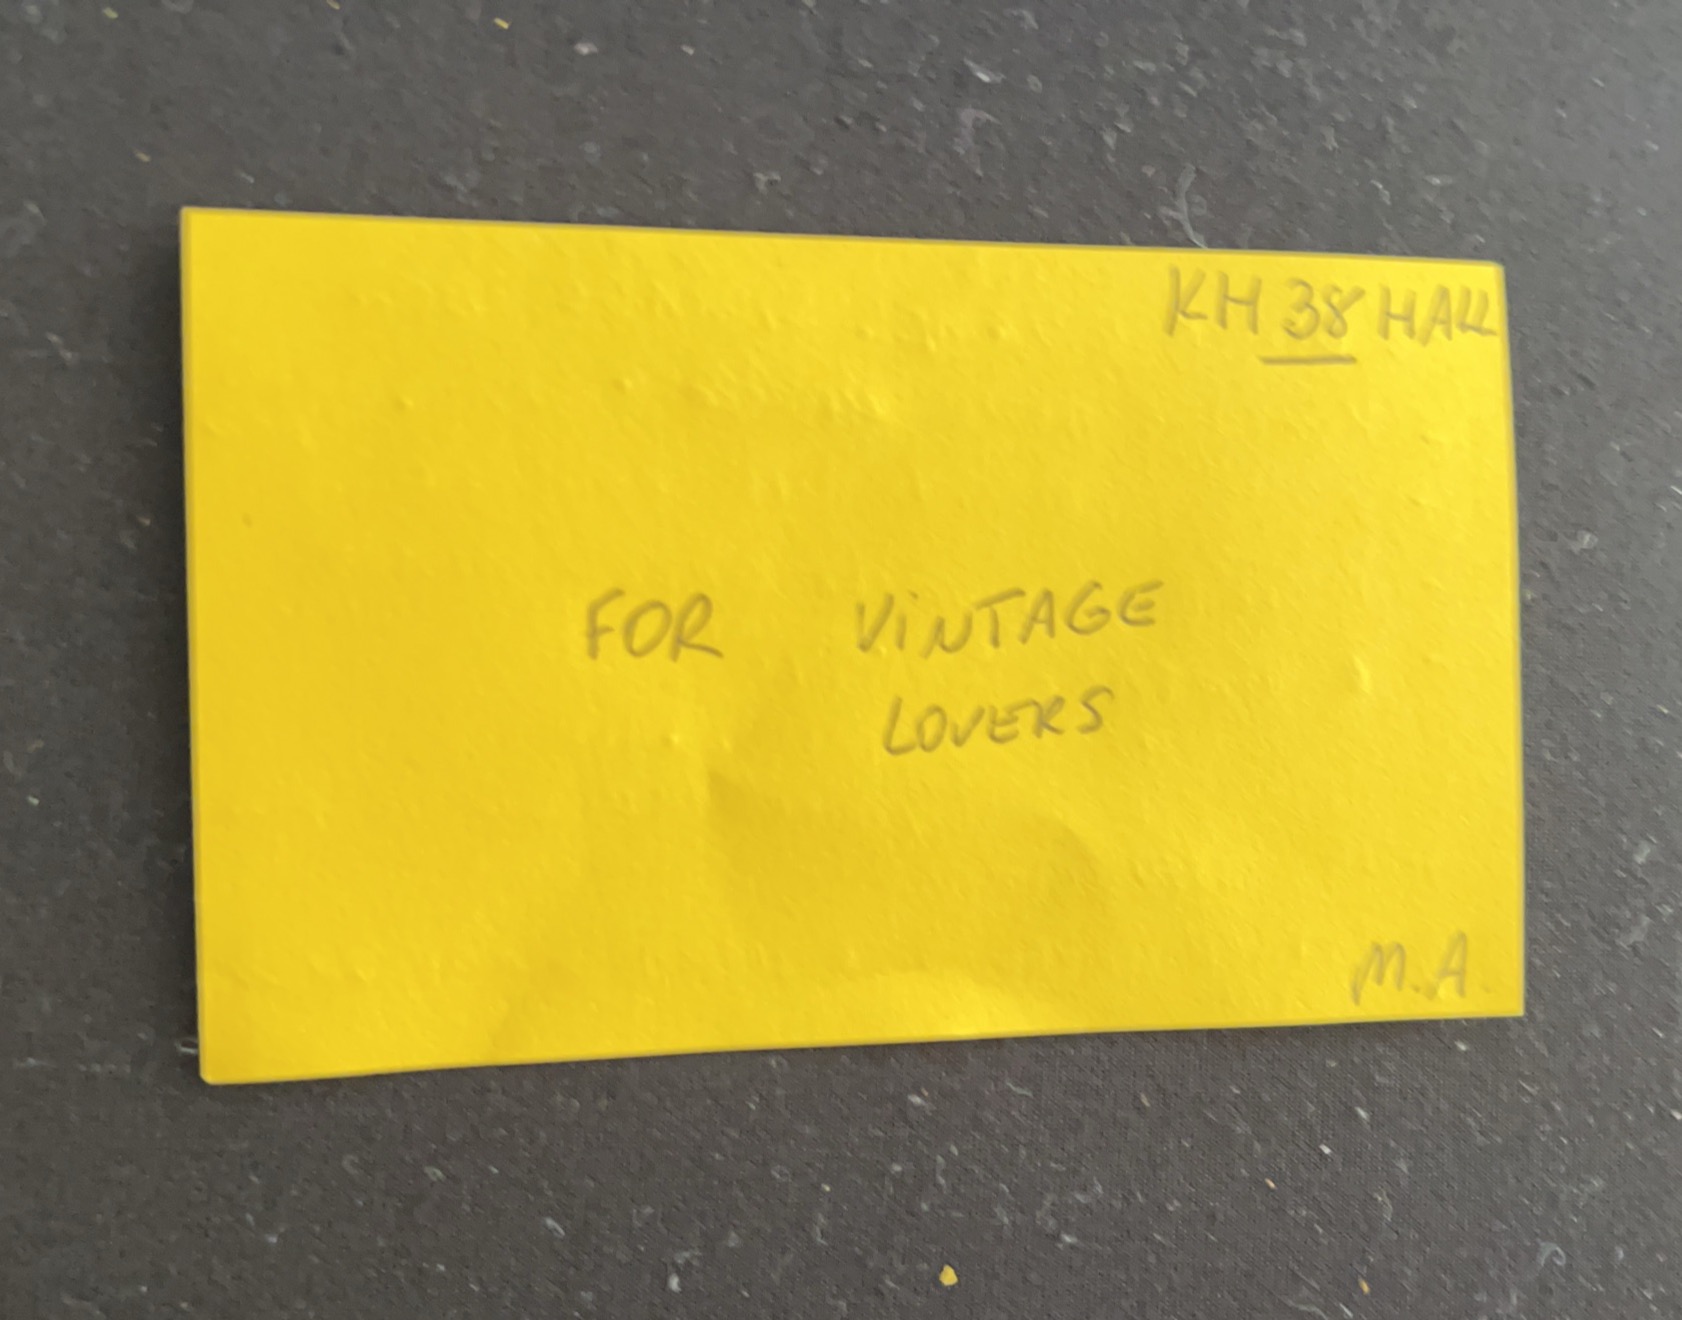 KH 38 HALL
FOR VINTAGE
LOVERS
M.A.